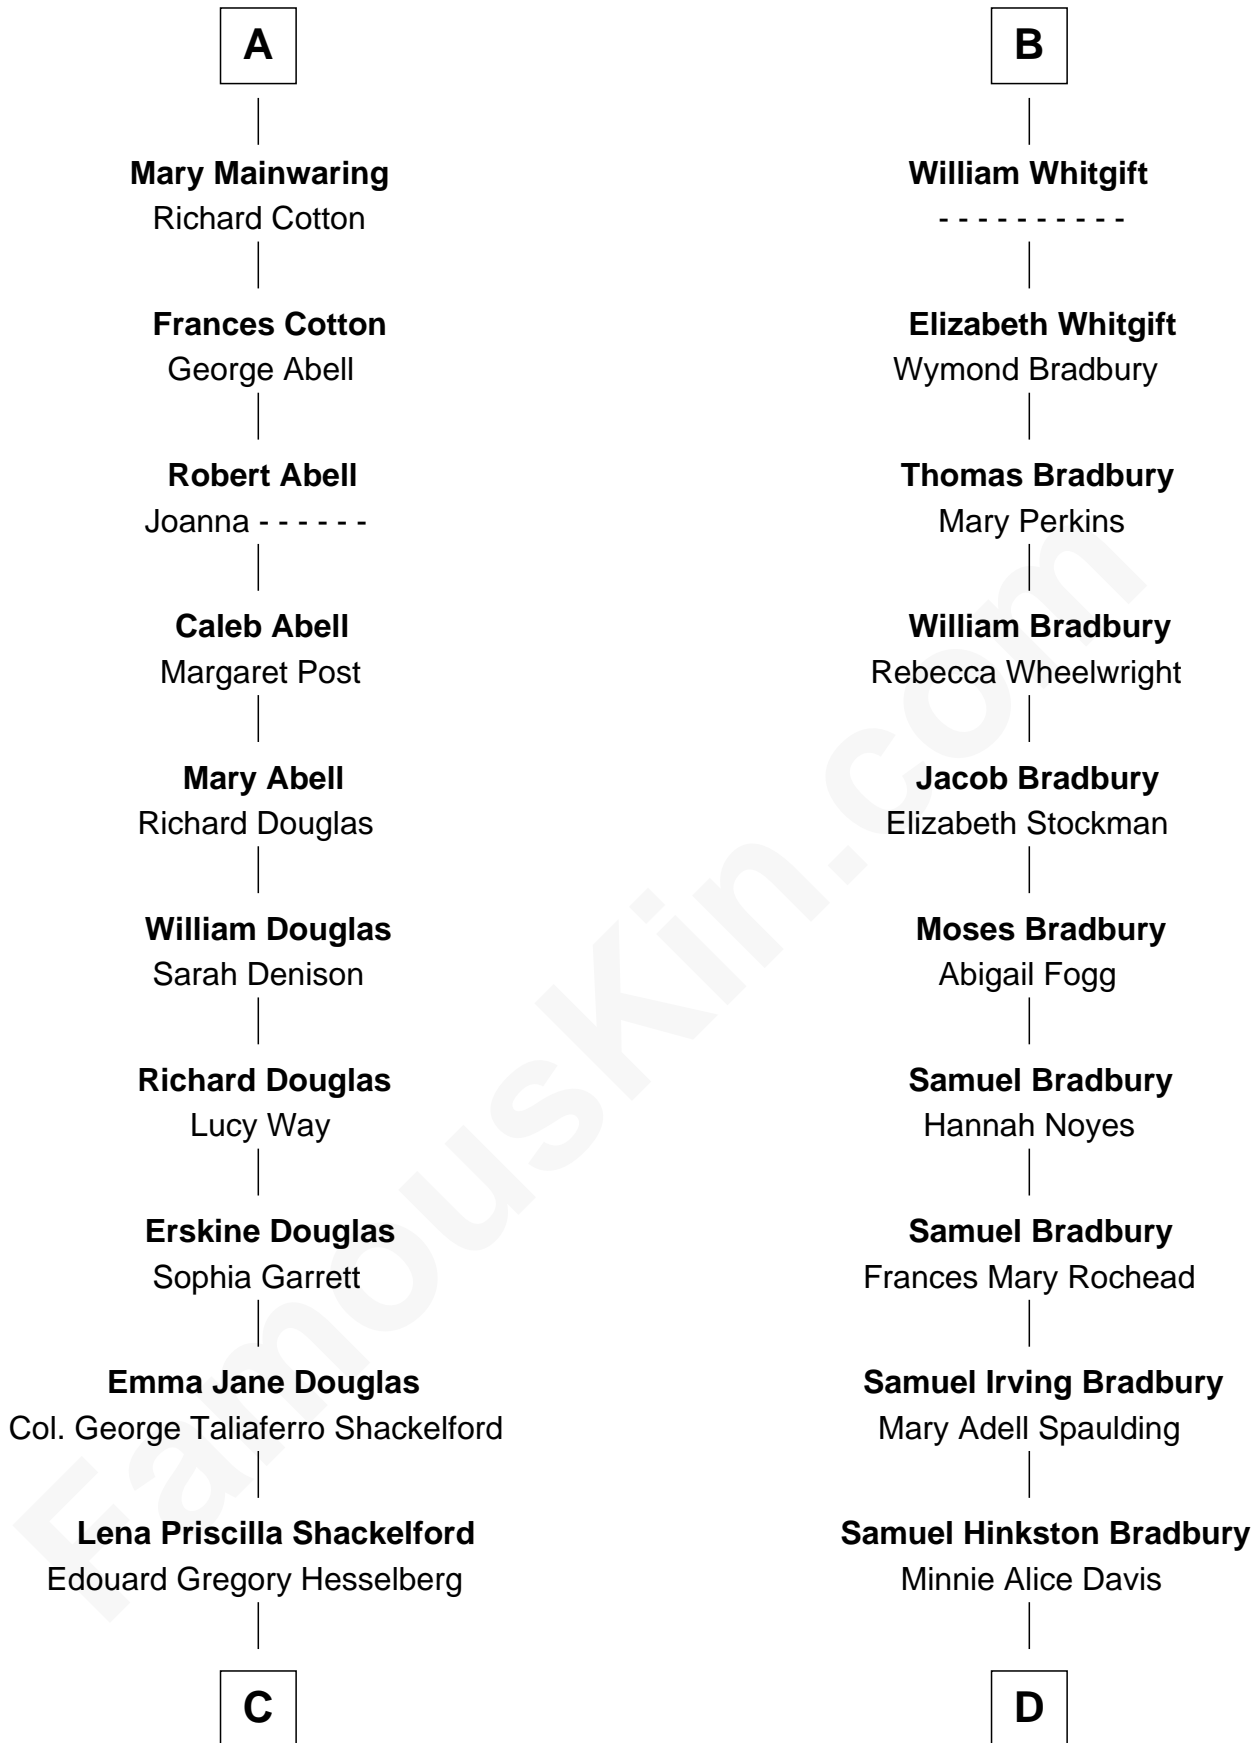 A
Mary Mainwaring
Richard Cotton
Frances Cotton
George Abell
Robert Abell
Joanna - - - - - -
Caleb Abell
Margaret Post
Mary Abell
Richard Douglas
William Douglas
Sarah Denison
Richard Douglas
Lucy Way
Erskine Douglas
Sophia Garrett
Emma Jane Douglas
Col. George Taliaferro Shackelford
Lena Priscilla Shackelford
Edouard Gregory Hesselberg
C
B
William Whitgift
- - - - - - - - - -
Elizabeth Whitgift
Wymond Bradbury
Thomas Bradbury
Mary Perkins
William Bradbury
Rebecca Wheelwright
Jacob Bradbury
Elizabeth Stockman
Moses Bradbury
Abigail Fogg
Samuel Bradbury
Hannah Noyes
Samuel Bradbury
Frances Mary Rochead
Samuel Irving Bradbury
Mary Adell Spaulding
Samuel Hinkston Bradbury
Minnie Alice Davis
D
FamousKin.com